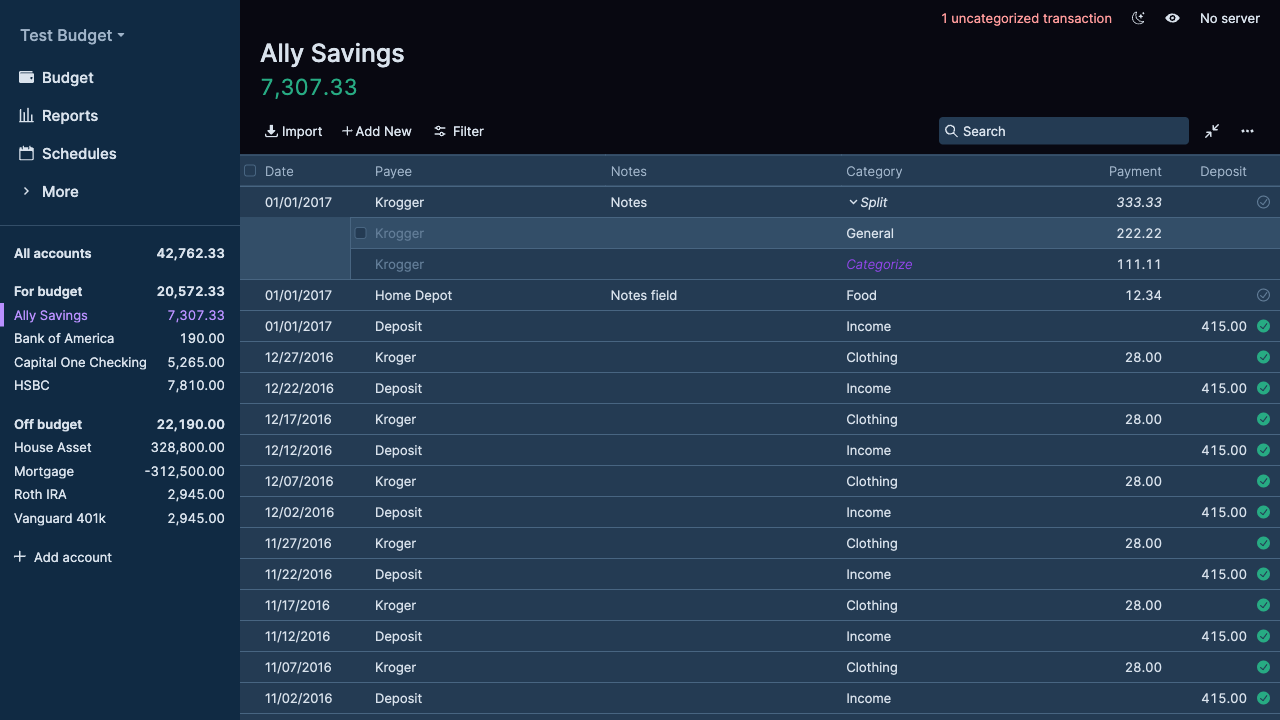 Test Budget
Budget
Reports
Schedules
More
All accounts 42,762.33
For budget 20,572.33
Ally Savings 7,307.33
Bank of America 190.00
Capital One Checking 5,265.00
HSBC 7,810.00
Off budget 22,190.00
House Asset 328,800.00
Mortgage -312,500.00
Roth IRA 2,945.00
Vanguard 401k 2,945.00
Add account
1 uncategorized transaction No server
Ally Savings
7,307.33
Import Add New Filter Search
Date Payee Notes Category Payment Deposit
01/01/2017 Krogger Notes Split 333.33
Krogger General 222.22
Krogger Categorize 111.11
01/01/2017 Home Depot Notes field Food 12.34
01/01/2017 Deposit Income 415.00
12/27/2016 Kroger Clothing 28.00
12/22/2016 Deposit Income 415.00
12/17/2016 Kroger Clothing 28.00
12/12/2016 Deposit Income 415.00
12/07/2016 Kroger Clothing 28.00
12/02/2016 Deposit Income 415.00
11/27/2016 Kroger Clothing 28.00
11/22/2016 Deposit Income 415.00
11/17/2016 Kroger Clothing 28.00
11/12/2016 Deposit Income 415.00
11/07/2016 Kroger Clothing 28.00
11/02/2016 Deposit Income 415.00